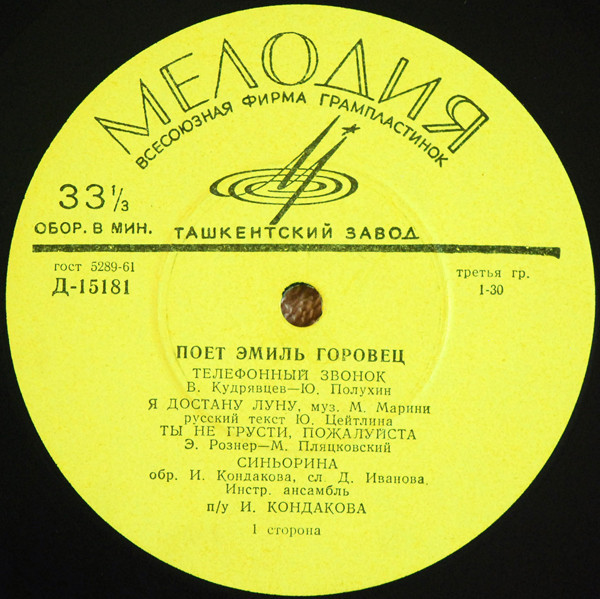 МЕЛОДИЯ
ВСЕСОЮЗНАЯ ФИРМА ГРАМПЛАСТИНОК
33 1/3
ОБОР. В МИН.
ТАШКЕНТСКИЙ ЗАВОД
гост 5289-61
Д-15181
третья гр.
1-30
ПОЕТ ЭМИЛЬ ГОРОВЕЦ
ТЕЛЕФОННЫЙ ЗВОНОК
В. Кудрявцев—Ю. Полухин
Я ДОСТАНУ ЛУНУ, муз. М. Марини
русский текст Ю. Цейтлина
ТЫ НЕ ГРУСТИ, ПОЖАЛУЙСТА
Э. Рознер—М. Пляцковский
СИНЬОРИНА
обр. И. Кондакова, сл. Д. Иванова.
Инстр. ансамбль
п/у И. КОНДАКОВА
1 сторона